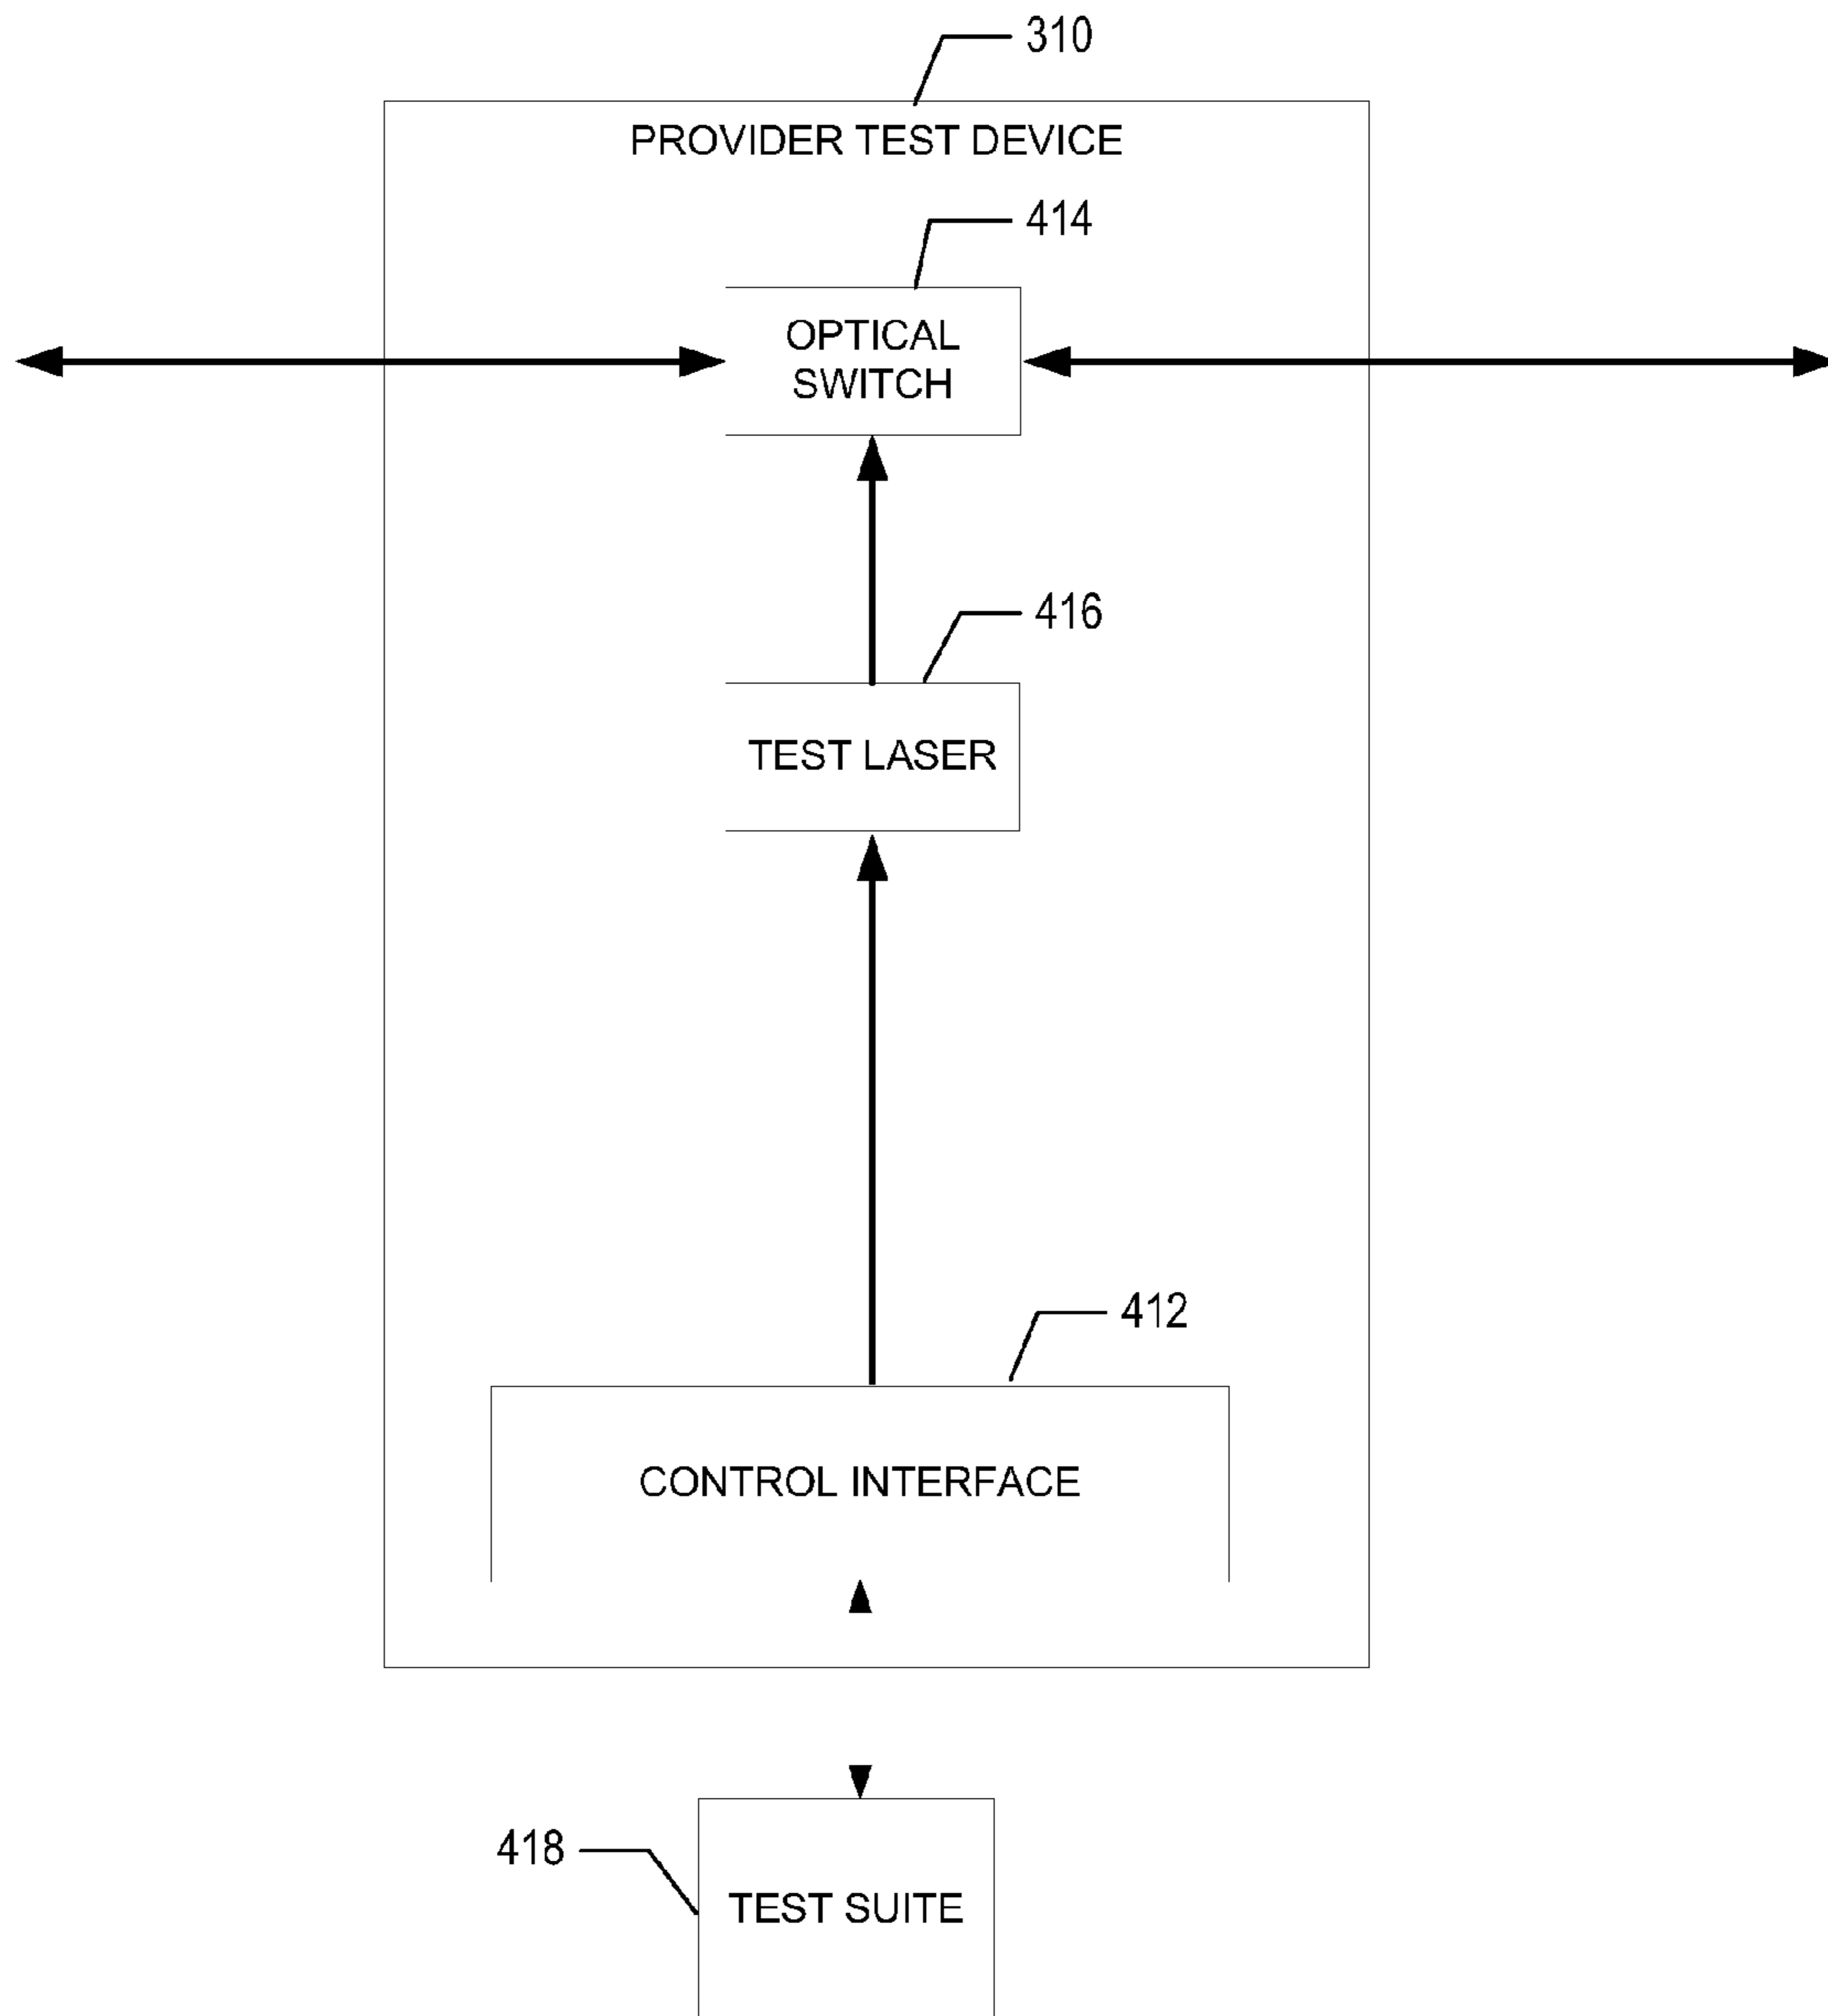 310
PROVIDER TEST DEVICE
414
OPTICAL
SWITCH
416
TEST LASER
412
CONTROL INTERFACE
418
TEST SUITE